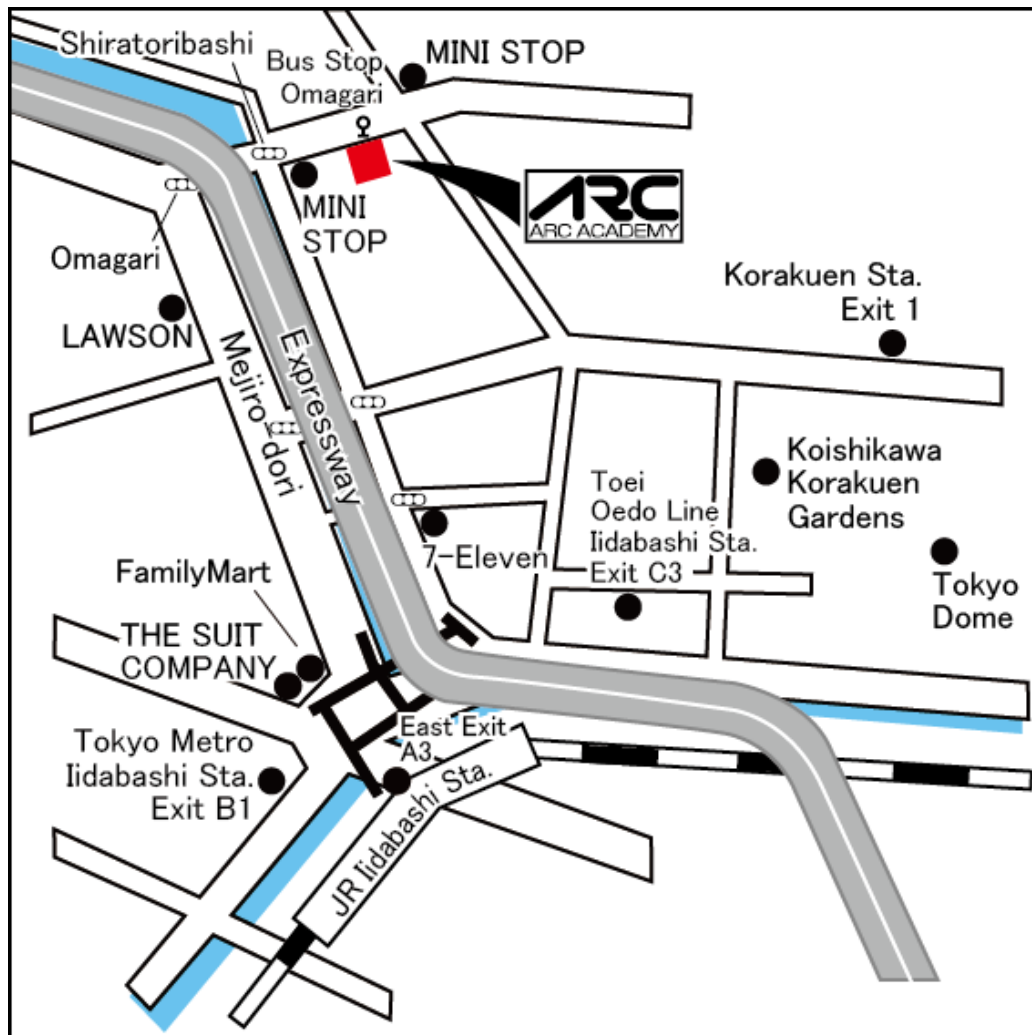 Shiratoribashi
Bus Stop
Omagari
MINI STOP
MINI
STOP
ARC
ARC ACADEMY
Omagari
LAWSON
Korakuen Sta.
Exit 1
Mejiro-dori
Expressway
Koishikawa
Korakuen
Gardens
Toei
Oedo Line
Iidabashi Sta.
Exit C3
7-Eleven
Tokyo
Dome
FamilyMart
THE SUIT
COMPANY
East Exit
A3
Tokyo Metro
Iidabashi Sta.
Exit B1
JR Iidabashi Sta.